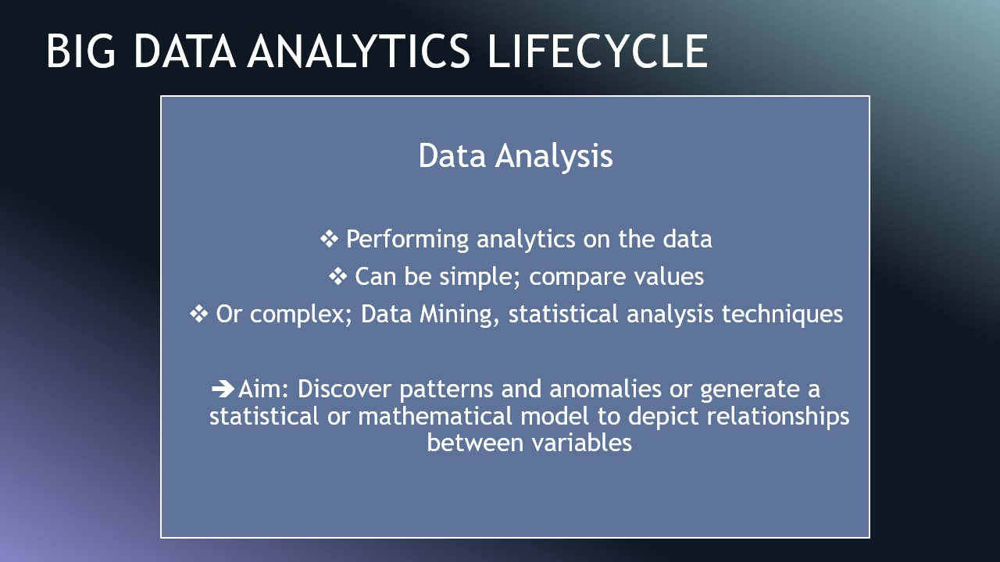 BIG DATA ANALYTICS LIFECYCLE
Data Analysis
❖ Performing analytics on the data
❖ Can be simple; compare values
❖ Or complex; Data Mining, statistical analysis techniques
➔ Aim: Discover patterns and anomalies or generate a
statistical or mathematical model to depict relationships
between variables